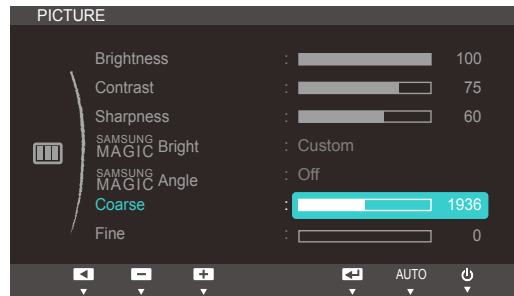 PICTURE
Brightness : 100
Contrast : 75
Sharpness : 60
SAMSUNG MAGIC Bright : Custom
SAMSUNG MAGIC Angle : Off
Coarse : 1936
Fine : 0
AUTO